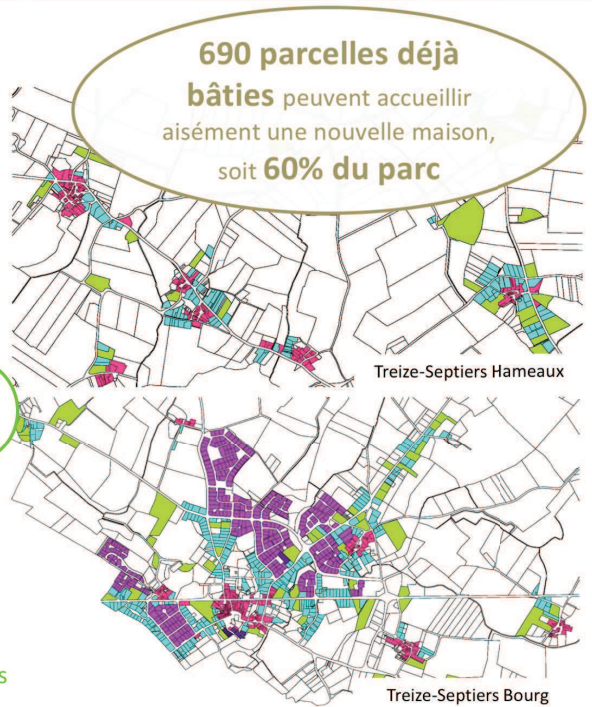 690 parcelles déjà
bâties peuvent accueillir
aisément une nouvelle maison,
soit 60% du parc
Treize-Septiers Hameaux
s
Treize-Septiers Bourg